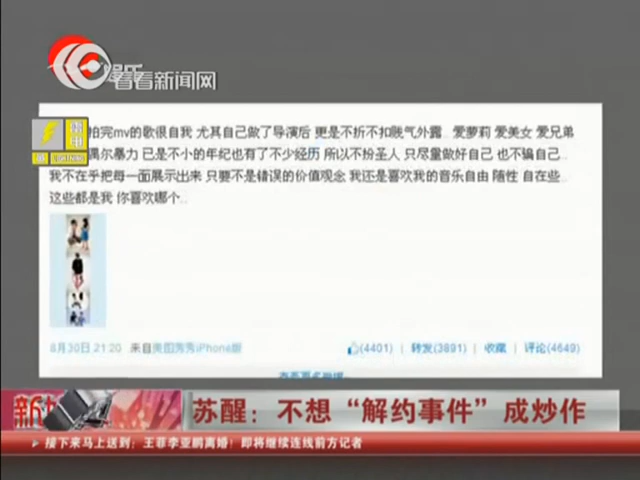 看看新闻网
雷电
黄 LIGHTNING
拍完mv的歌很自我 尤其自己做了导演后 更是不折不扣脱气外露 爱萝莉 爱美女 爱兄弟
偶尔暴力 已是不小的年纪也有了不少经历 所以不扮圣人 只尽量做好自己 也不骗自己..
我不在乎把每一面展示出来 只要不是错误的价值观念 我还是喜欢我的音乐自由 随性 自在些..
这些都是我 你喜欢哪个..
8月30日 21:20 来自美图秀秀iPhone版
(4401) | 转发(3891) | 收藏 | 评论(4649)
苏醒：不想“解约事件”成炒作
接下来马上送到：王菲李亚鹏离婚！即将继续连线前方记者